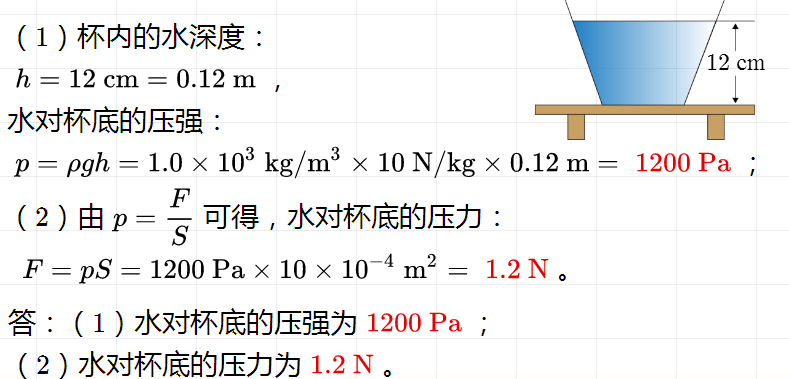 （1）杯内的水深度：
h = 12 cm = 0.12 m ，
12 cm
水对杯底的压强：
p = ρgh = 1.0 × 10³ kg/m³ × 10 N/kg × 0.12 m = 1200 Pa ；
（2）由 p = F/S 可得，水对杯底的压力：
F = pS = 1200 Pa × 10 × 10⁻⁴ m² = 1.2 N 。
答：（1）水对杯底的压强为 1200 Pa ；
（2）水对杯底的压力为 1.2 N 。